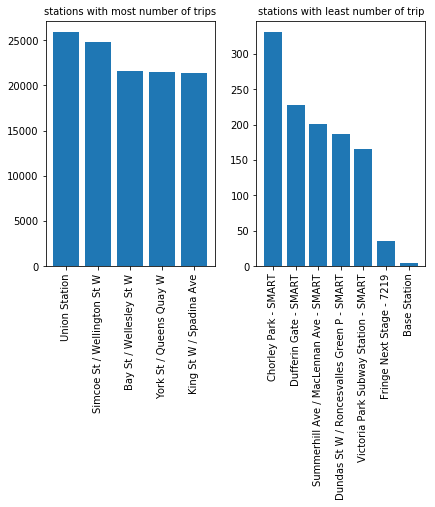 stations with most number of trips
25000
20000
15000
10000
5000
0
Union Station
Simcoe St / Wellington St W
Bay St / Wellesley St W
York St / Queens Quay W
King St W / Spadina Ave
stations with least number of trip
300
250
200
150
100
50
0
Chorley Park - SMART
Dufferin Gate - SMART
Summerhill Ave / MacLennan Ave - SMART
Dundas St W / Roncesvalles Green P - SMART
Victoria Park Subway Station - SMART
Fringe Next Stage - 7219
Base Station